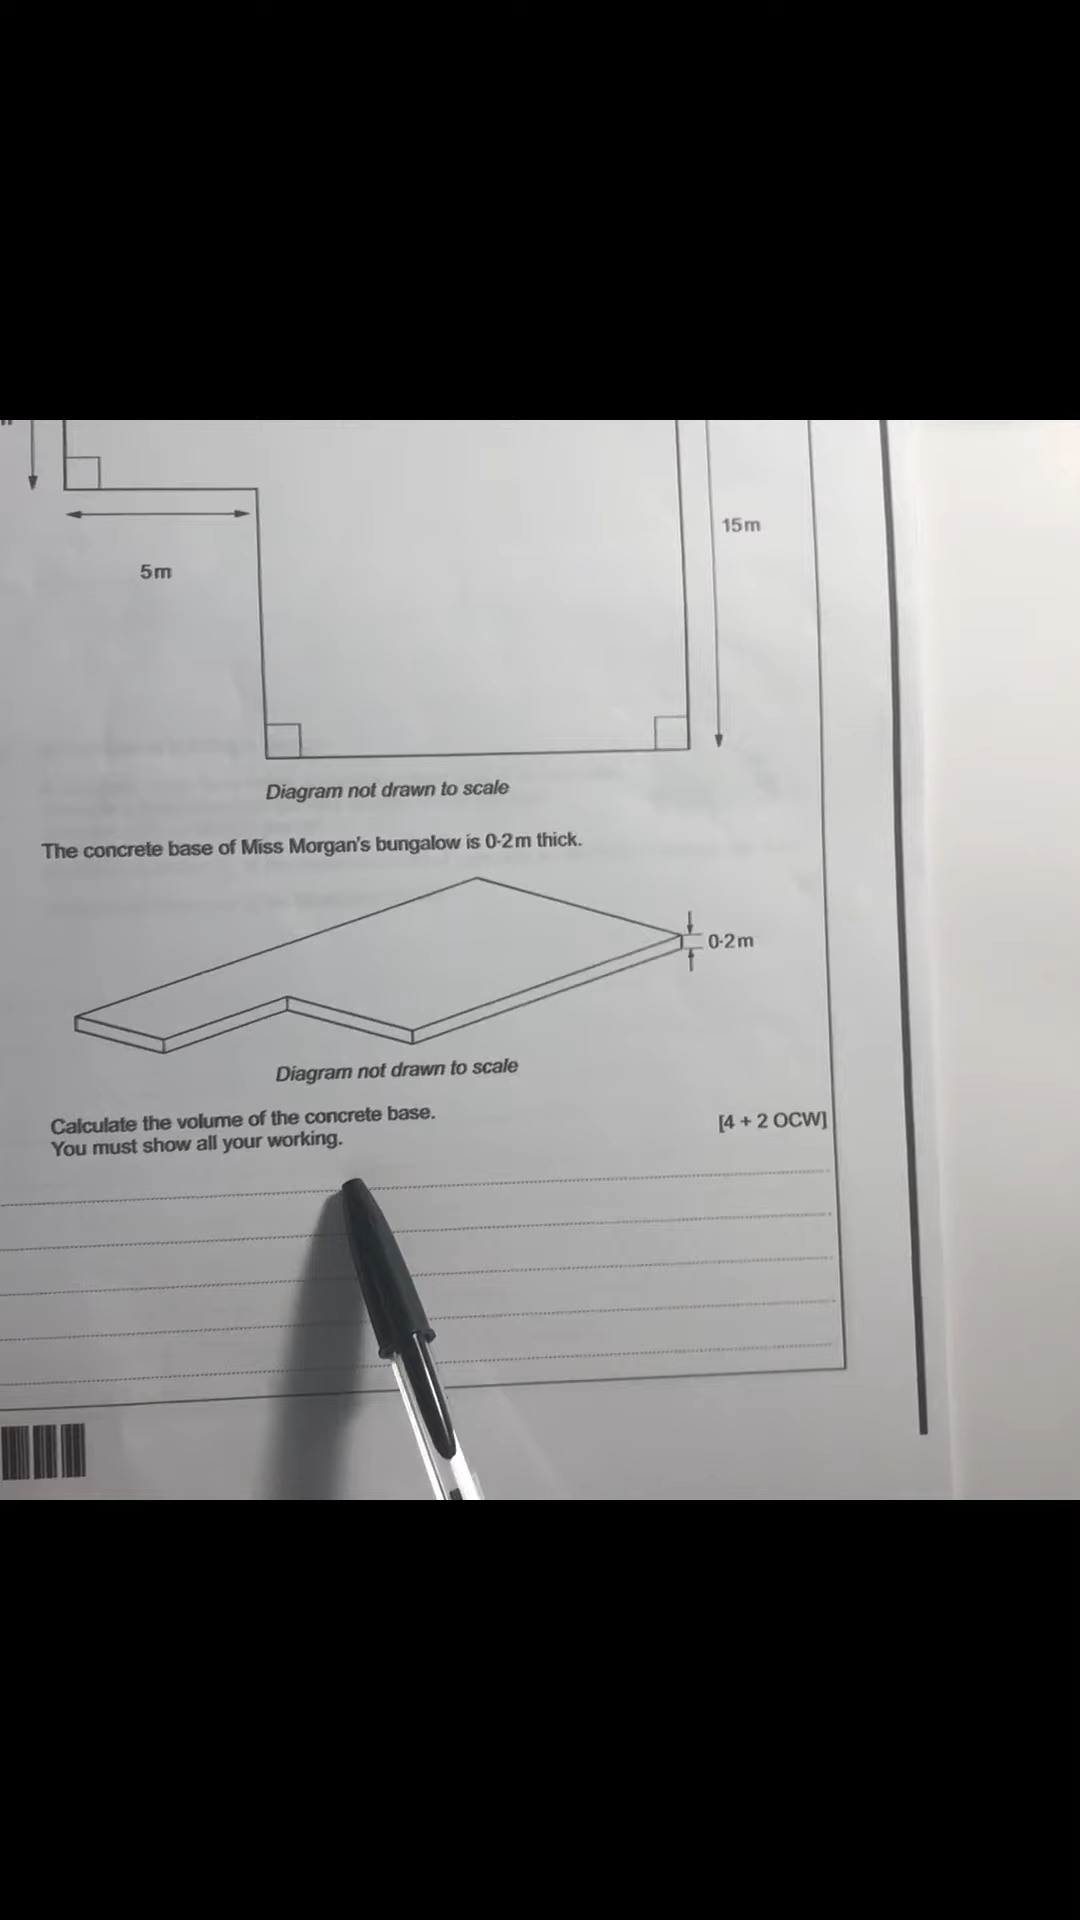 5m
15m
Diagram not drawn to scale
The concrete base of Miss Morgan's bungalow is 0·2m thick.
0·2m
Diagram not drawn to scale
Calculate the volume of the concrete base.
You must show all your working.
[4 + 2 OCW]